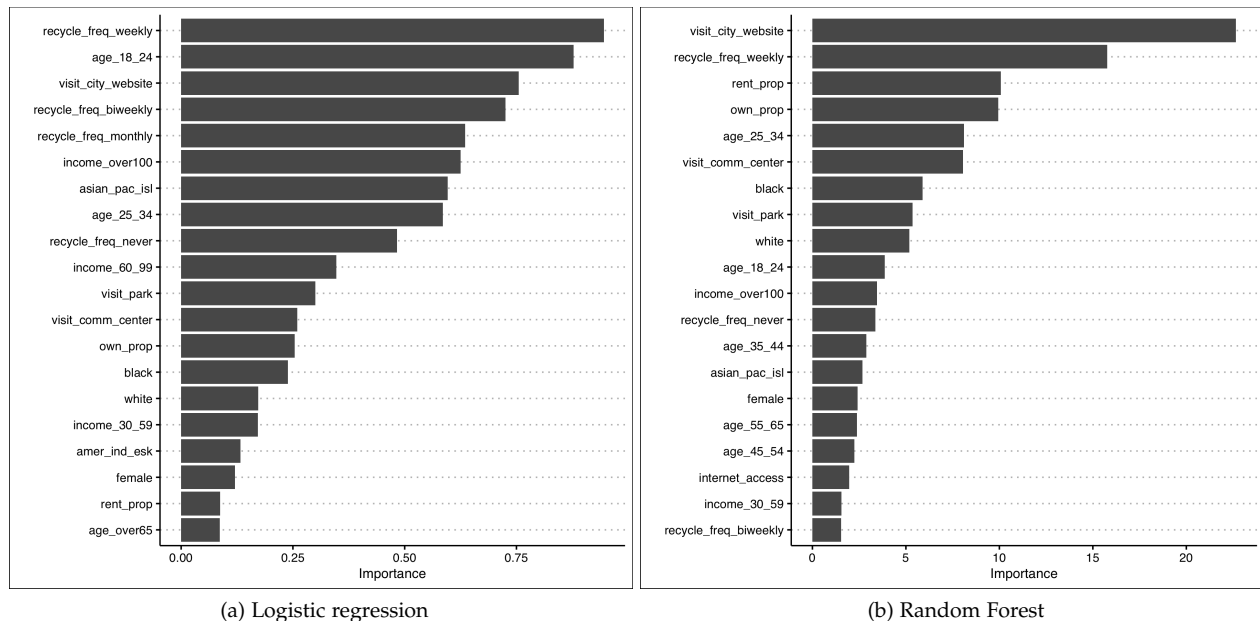 recycle_freq_weekly
age_18_24
visit_city_website
recycle_freq_biweekly
recycle_freq_monthly
income_over100
asian_pac_isl
age_25_34
recycle_freq_never
income_60_99
visit_park
visit_comm_center
own_prop
black
white
income_30_59
amer_ind_esk
female
rent_prop
age_over65
0.00 0.25 0.50 0.75
Importance
(a) Logistic regression
visit_city_website
recycle_freq_weekly
rent_prop
own_prop
age_25_34
visit_comm_center
black
visit_park
white
age_18_24
income_over100
recycle_freq_never
age_35_44
asian_pac_isl
female
age_55_65
age_45_54
internet_access
income_30_59
recycle_freq_biweekly
0 5 10 15 20
Importance
(b) Random Forest